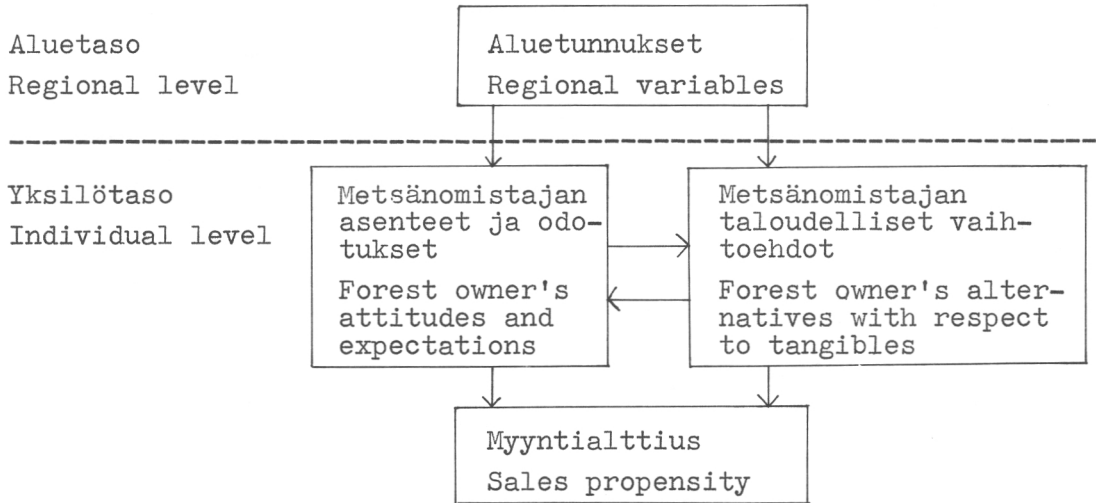 Aluetaso
Regional level
Aluetunnukset
Regional variables
Yksilötaso
Individual level
Metsänomistajan
asenteet ja odo-
tukset
Forest owner's
attitudes and
expectations
Metsänomistajan
taloudelliset vaih-
toehdot
Forest owner's alter-
natives with respect
to tangibles
Myyntialttius
Sales propensity